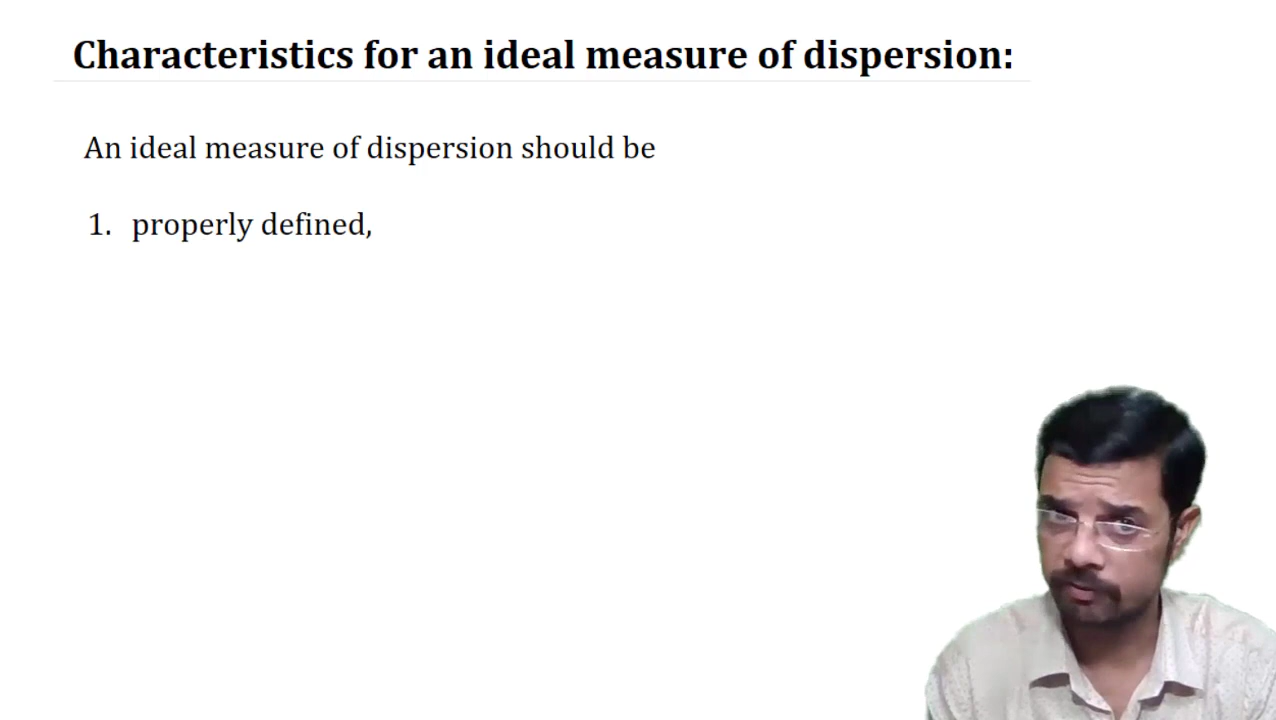 Characteristics for an ideal measure of dispersion:
An ideal measure of dispersion should be
1. properly defined,